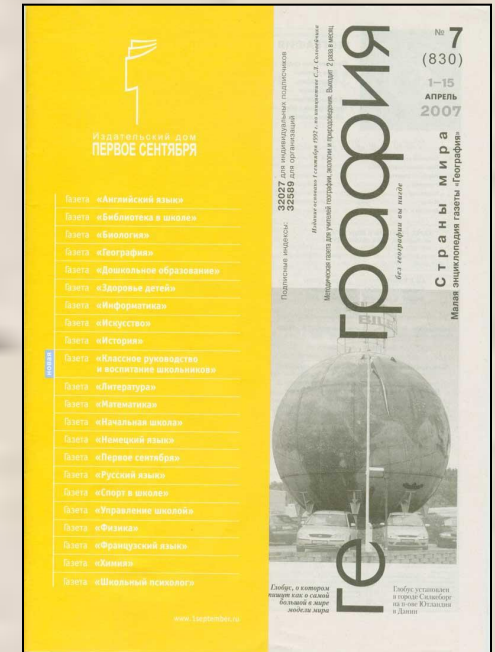 Издательский дом
ПЕРВОЕ СЕНТЯБРЯ
Газета «Английский язык»
Газета «Библиотека в школе»
Газета «Биология»
Газета «География»
Газета «Дошкольное образование»
Газета «Здоровье детей»
Газета «Информатика»
Газета «Искусство»
Газета «История»
новая
Газета «Классное руководство
и воспитание школьников»
Газета «Литература»
Газета «Математика»
Газета «Начальная школа»
Газета «Немецкий язык»
Газета «Первое сентября»
Газета «Русский язык»
Газета «Спорт в школе»
Газета «Управление школой»
Газета «Физика»
Газета «Французский язык»
Газета «Химия»
Газета «Школьный психолог»
www.1september.ru
Подписные индексы: 32027 для индивидуальных подписчиков
32589 для организаций
Издание основано 1 сентября 1992 г. по инициативе С.Л. Соловейчика
Методическая газета для учителей географии, экологии и природоведения. Выходит 2 раза в месяц
география
без географии вы нигде
№ 7
(830)
1–15
АПРЕЛЬ
2007
Страны мира
Малая энциклопедия газеты «География»
Глобус, о котором
пишут как о самой
большой в мире
модели мира
Глобус установлен
в городе Силкеборг
на п-ове Ютландия
в Дании